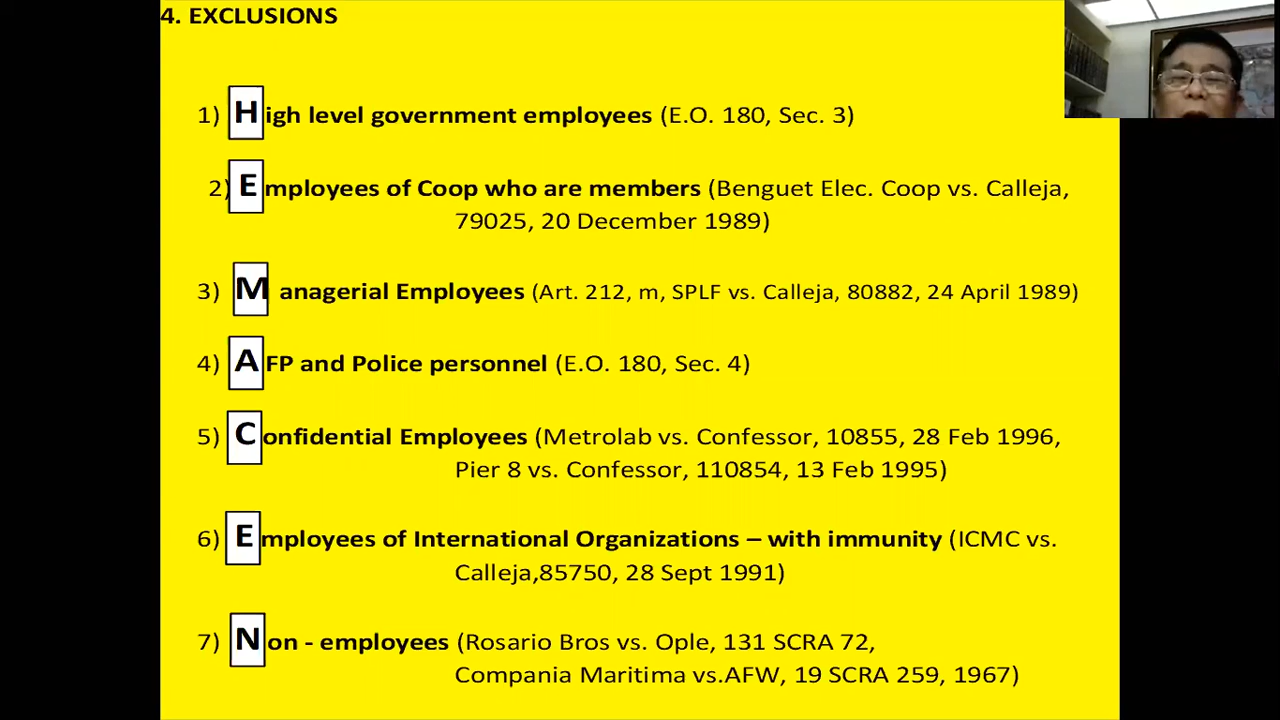 4. EXCLUSIONS
1) High level government employees (E.O. 180, Sec. 3)
2) Employees of Coop who are members (Benguet Elec. Coop vs. Calleja,
79025, 20 December 1989)
3) M anagerial Employees (Art. 212, m, SPLF vs. Calleja, 80882, 24 April 1989)
4) AFP and Police personnel (E.O. 180, Sec. 4)
5) Confidential Employees (Metrolab vs. Confessor, 10855, 28 Feb 1996,
Pier 8 vs. Confessor, 110854, 13 Feb 1995)
6) Employees of International Organizations – with immunity (ICMC vs.
Calleja,85750, 28 Sept 1991)
7) Non - employees (Rosario Bros vs. Ople, 131 SCRA 72,
Compania Maritima vs.AFW, 19 SCRA 259, 1967)